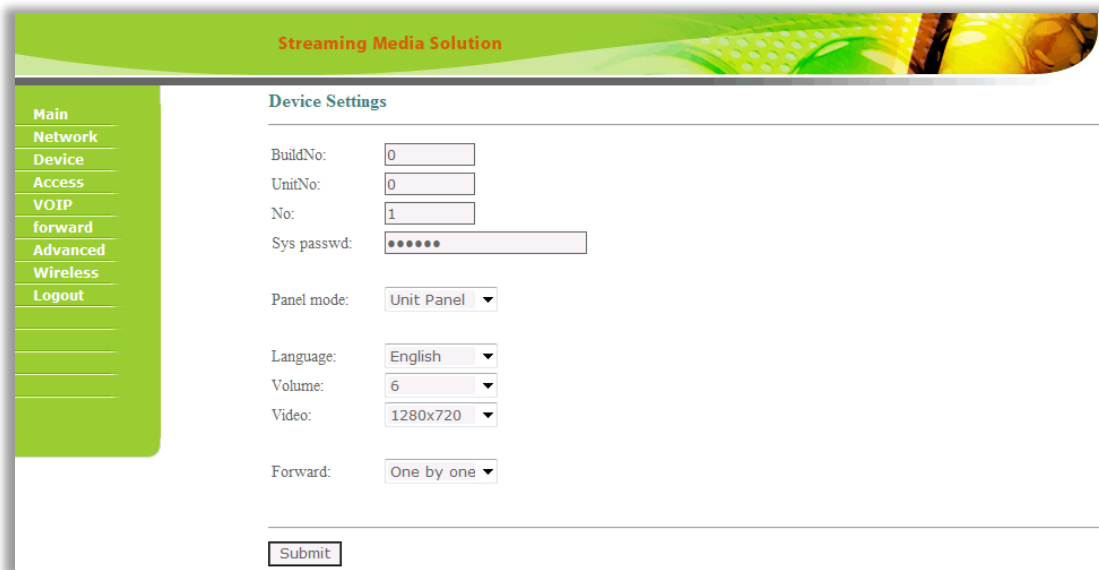 Streaming Media Solution
Main
Network
Device
Access
VOIP
forward
Advanced
Wireless
Logout
Device Settings
BuildNo: 0
UnitNo: 0
No: 1
Sys passwd: ●●●●●●
Panel mode: Unit Panel
Language: English
Volume: 6
Video: 1280x720
Forward: One by one
Submit